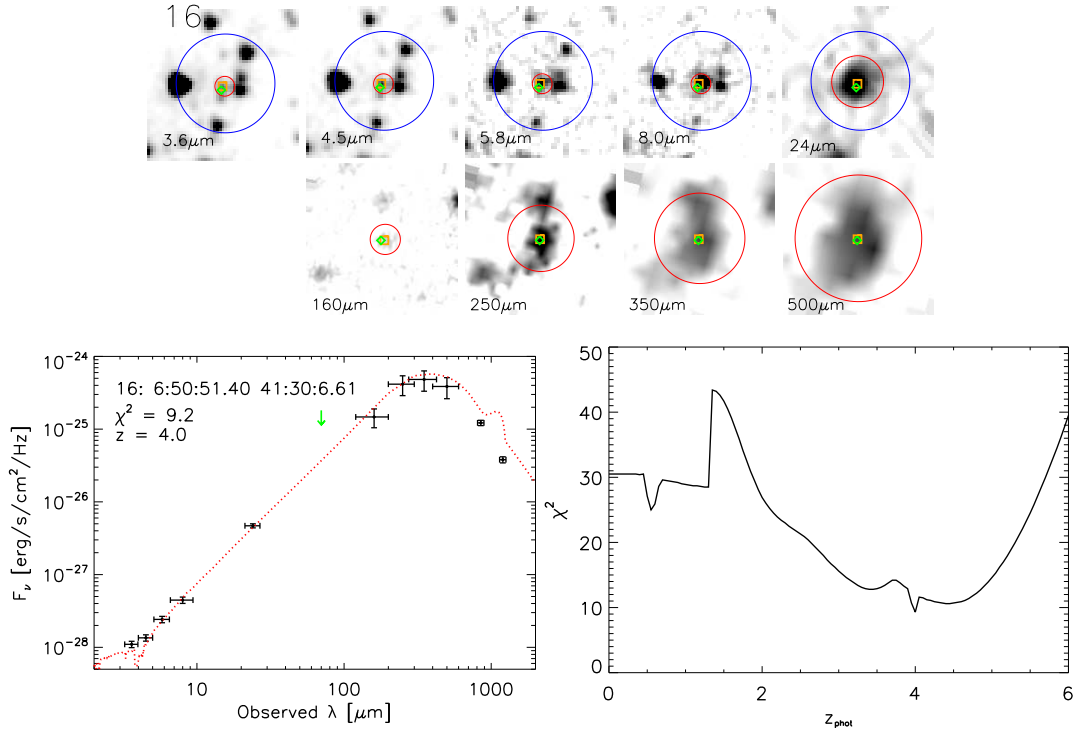 16
3.6μm
4.5μm
5.8μm
8.0μm
24μm
160μm
250μm
350μm
500μm
16: 6:50:51.40 41:30:6.61
χ² = 9.2
z = 4.0
F_ν [erg/s/cm²/Hz]
10⁻²⁴
10⁻²⁵
10⁻²⁶
10⁻²⁷
10⁻²⁸
10 100 1000
Observed λ [μm]
χ²
50
40
30
20
10
0
0 2 4 6
z_phot